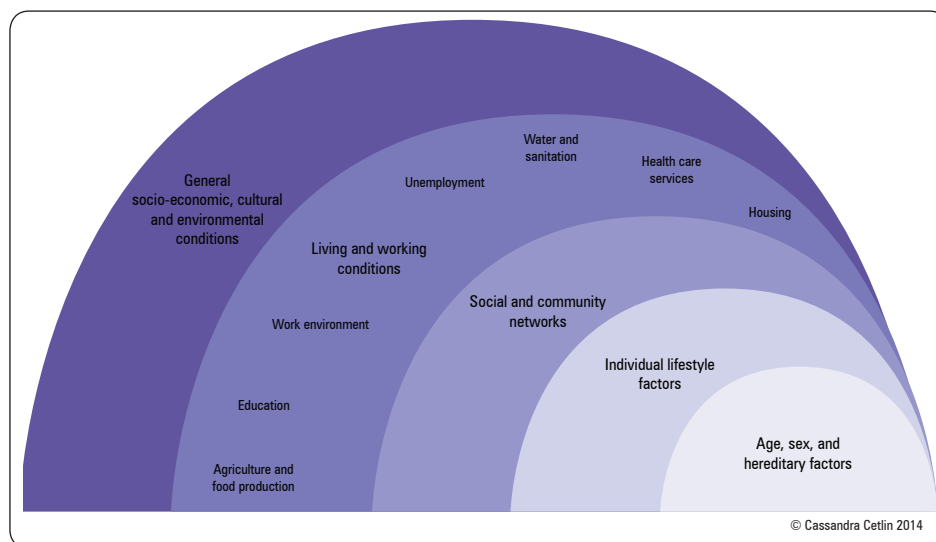 Water and
sanitation
Health care
services
Unemployment
General
socio-economic, cultural
and environmental
conditions
Housing
Living and working
conditions
Social and community
networks
Work environment
Individual lifestyle
factors
Education
Age, sex, and
hereditary factors
Agriculture and
food production
© Cassandra Cetlin 2014